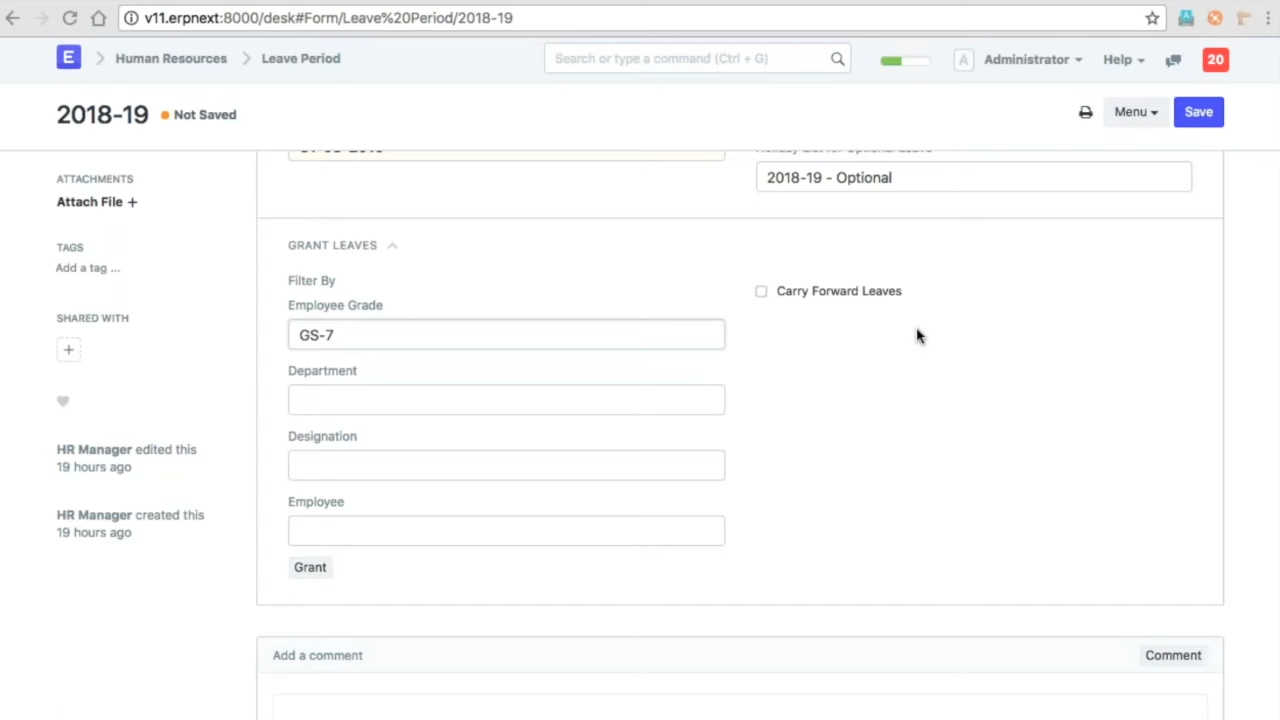 v11.erpnext:8000/desk#Form/Leave%20Period/2018-19
E Human Resources Leave Period
Search or type a command (Ctrl + G)
A Administrator Help 20
2018-19 Not Saved
Menu Save
ATTACHMENTS
Attach File +
TAGS
Add a tag ...
SHARED WITH
+
HR Manager edited this
19 hours ago
HR Manager created this
19 hours ago
2018-19 - Optional
GRANT LEAVES
Filter By
Employee Grade
GS-7
Carry Forward Leaves
Department
Designation
Employee
Grant
Add a comment
Comment